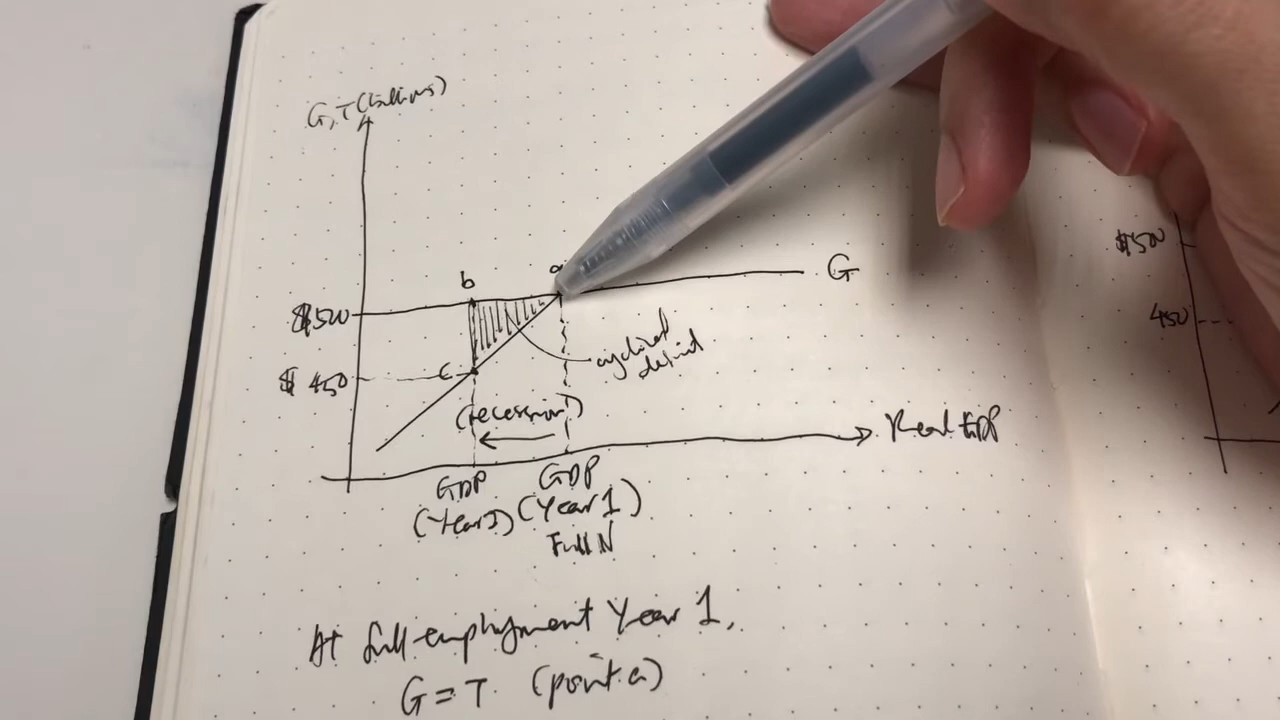 G, T (billions)
b
a
G
$500
$ 450
c
cyclical
deficit
(recession)
Real GDP
GDP
(Year 2)
GDP
(Year 1)
Full N
At full-employment Year 1,
G = T (point a)
$500
450